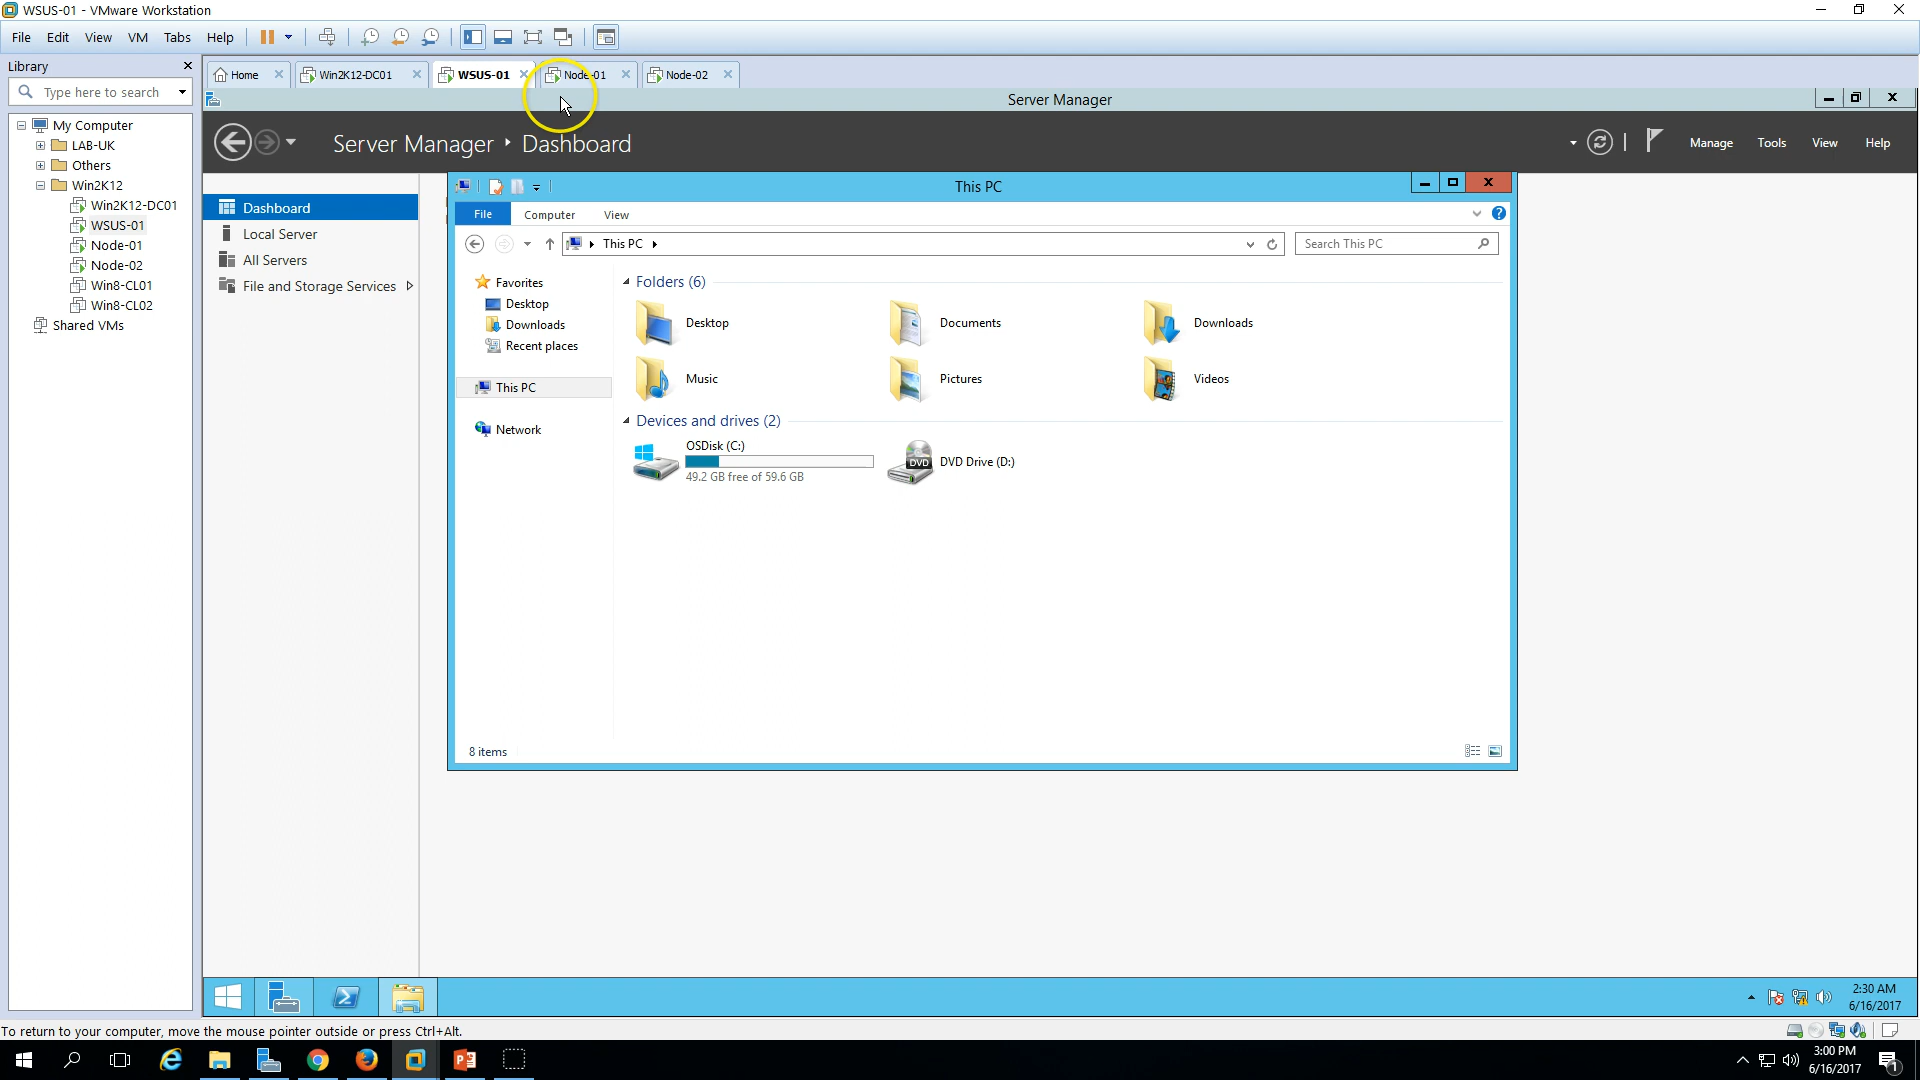 WSUS-01 - VMware Workstation
File Edit View VM Tabs Help
Library
Type here to search
My Computer
LAB-UK
Others
Win2K12
Win2K12-DC01
WSUS-01
Node-01
Node-02
Win8-CL01
Win8-CL02
Shared VMs
Home Win2K12-DC01 WSUS-01 Node-01 Node-02
Server Manager
Server Manager Dashboard
Manage Tools View Help
Dashboard
Local Server
All Servers
File and Storage Services
This PC
File Computer View
This PC
Search This PC
Favorites
Desktop
Downloads
Recent places
This PC
Network
Folders (6)
Desktop Documents Downloads
Music Pictures Videos
Devices and drives (2)
OSDisk (C:)
49.2 GB free of 59.6 GB
DVD
DVD Drive (D:)
8 items
2:30 AM
6/16/2017
To return to your computer, move the mouse pointer outside or press Ctrl+Alt.
3:00 PM
6/16/2017
1